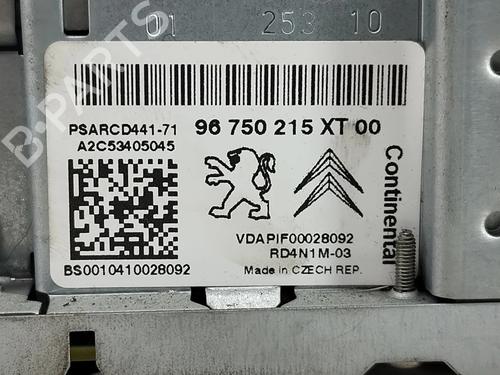 01 253 10
PSARCD441-71 96 750 215 XT 00
A2C53405045
Continental
VDAPIF00028092
RD4N1M-03
BS0010410028092 Made in CZECH REP.
B-PARTS